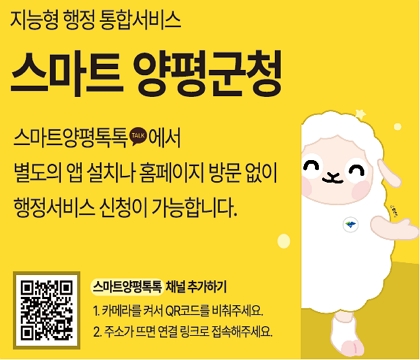 지능형 행정 통합서비스
스마트 양평군청
스마트양평톡톡TALK에서
별도의 앱 설치나 홈페이지 방문 없이
행정서비스 신청이 가능합니다.
스마트양평톡톡 채널 추가하기
1. 카메라를 켜서 QR코드를 비춰주세요.
2. 주소가 뜨면 연결 링크로 접속해주세요.